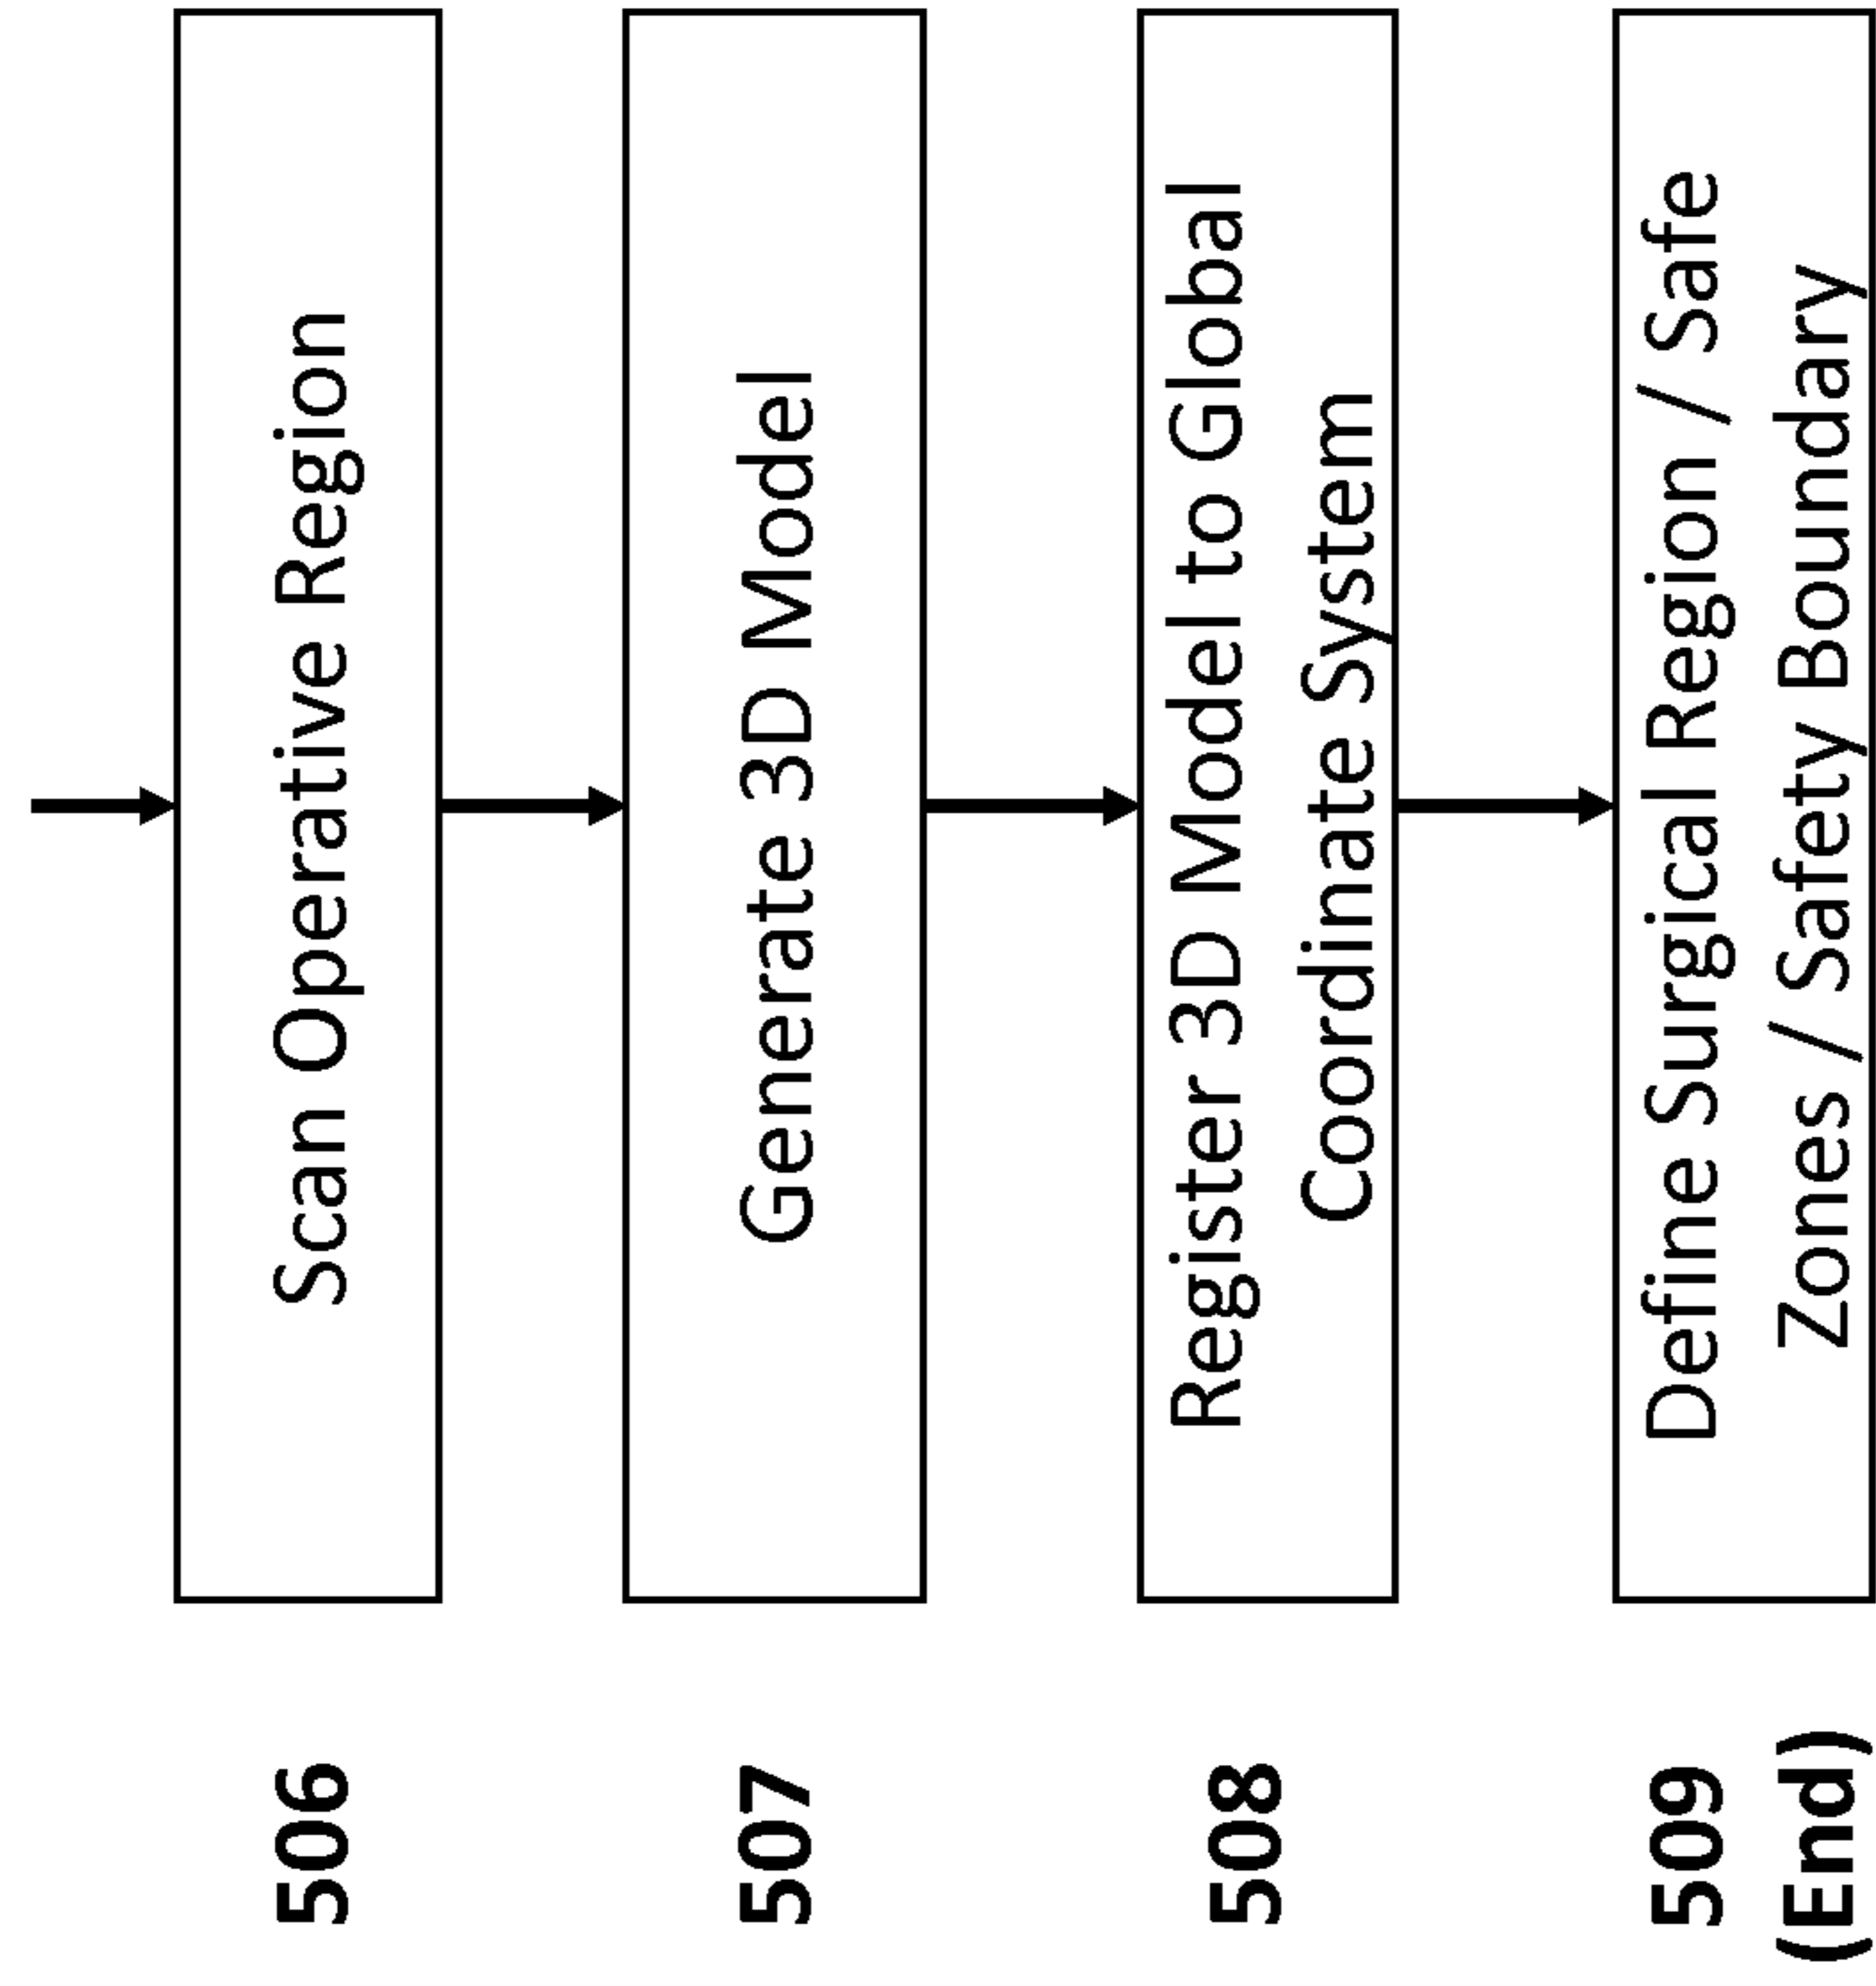 506
Scan Operative Region
507
Generate 3D Model
508
Register 3D Model to Global
Coordinate System
509
(End)
Define Surgical Region / Safe
Zones / Safety Boundary